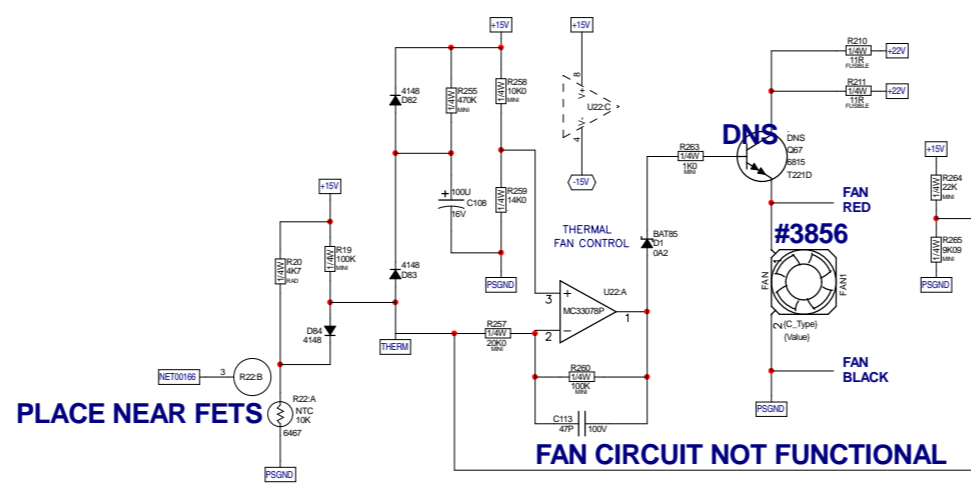 +15V
+15V
R210
1/4W
11R
FUSIBLE
+22V
R211
1/4W
11R
FUSIBLE
+22V
4148
D82
R255
1/4W
470K
MINI
R258
1/4W
10K0
MINI
8
V+
U22:C
V-
4
-15V
DNS
DNS
Q67
6815
T221D
R263
1/4W
1K0
MINI
+15V
R264
1/4W
22K
MINI
R265
1/4W
9K09
MINI
PSGND
+15V
+
100U
C108
16V
R259
1/4W
14K0
MINI
PSGND
THERMAL
FAN CONTROL
BAT85
D1
0A2
FAN
RED
#3856
FAN
1
FAN1
2
{C_Type}
{Value}
FAN
BLACK
PSGND
R20
1/4W
4K7
RAD
R19
1/4W
100K
MINI
4148
D83
D84
4148
THERM
R257
1/4W
20K0
MINI
3
+
U22:A
MC33078P
2
−
1
R260
1/4W
100K
MINI
C113
47P
100V
NET00166
3
R22:B
PLACE NEAR FETS
R22:A
NTC
10K
6467
PSGND
FAN CIRCUIT NOT FUNCTIONAL